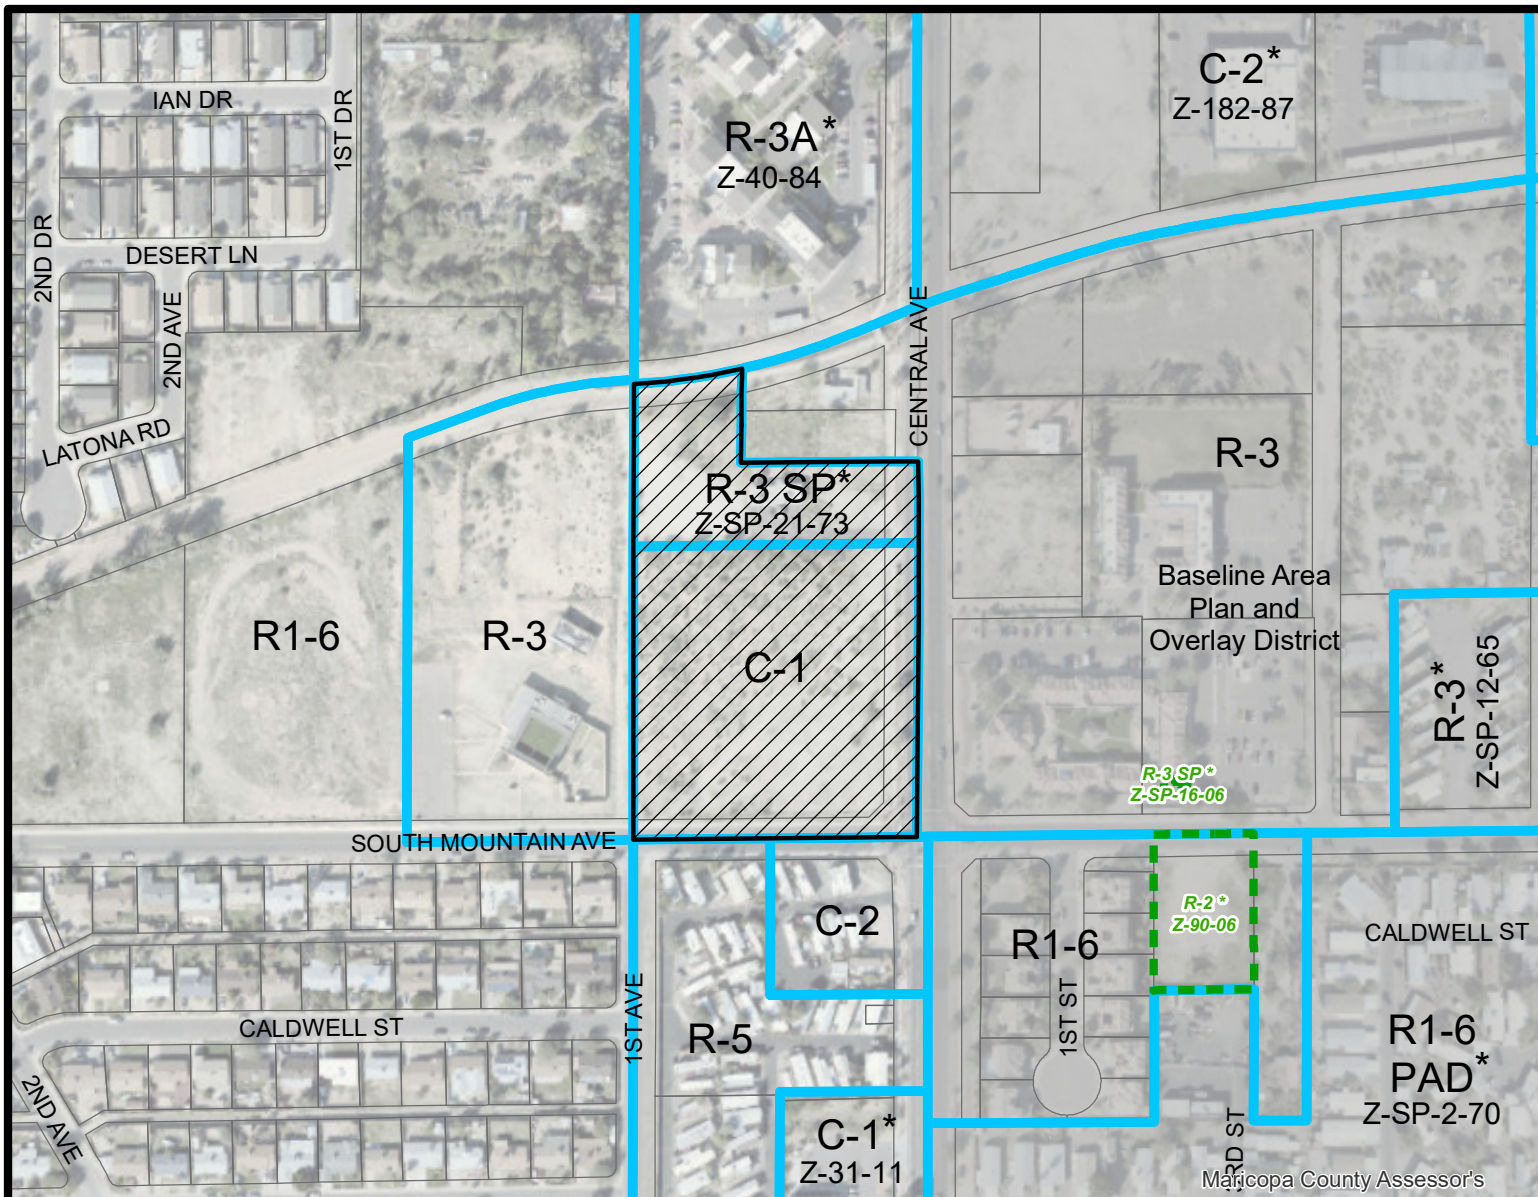 C-2*
Z-182-87
IAN DR
1ST DR
R-3A*
Z-40-84
2ND DR
DESERT LN
2ND AVE
CENTRAL AVE
LATONA RD
R-3
R-3 SP*
Z-SP-21-73
Baseline Area
Plan and
Overlay District
R1-6
R-3
C-1
R-3*
Z-SP-12-65
R-3 SP *
Z-SP-16-06
SOUTH MOUNTAIN AVE
R-2 *
Z-90-06
C-2
R1-6
CALDWELL ST
1ST AVE
1ST ST
CALDWELL ST
R-5
R1-6
PAD*
Z-SP-2-70
2ND AVE
C-1*
Z-31-11
3RD ST
Maricopa County Assessor's